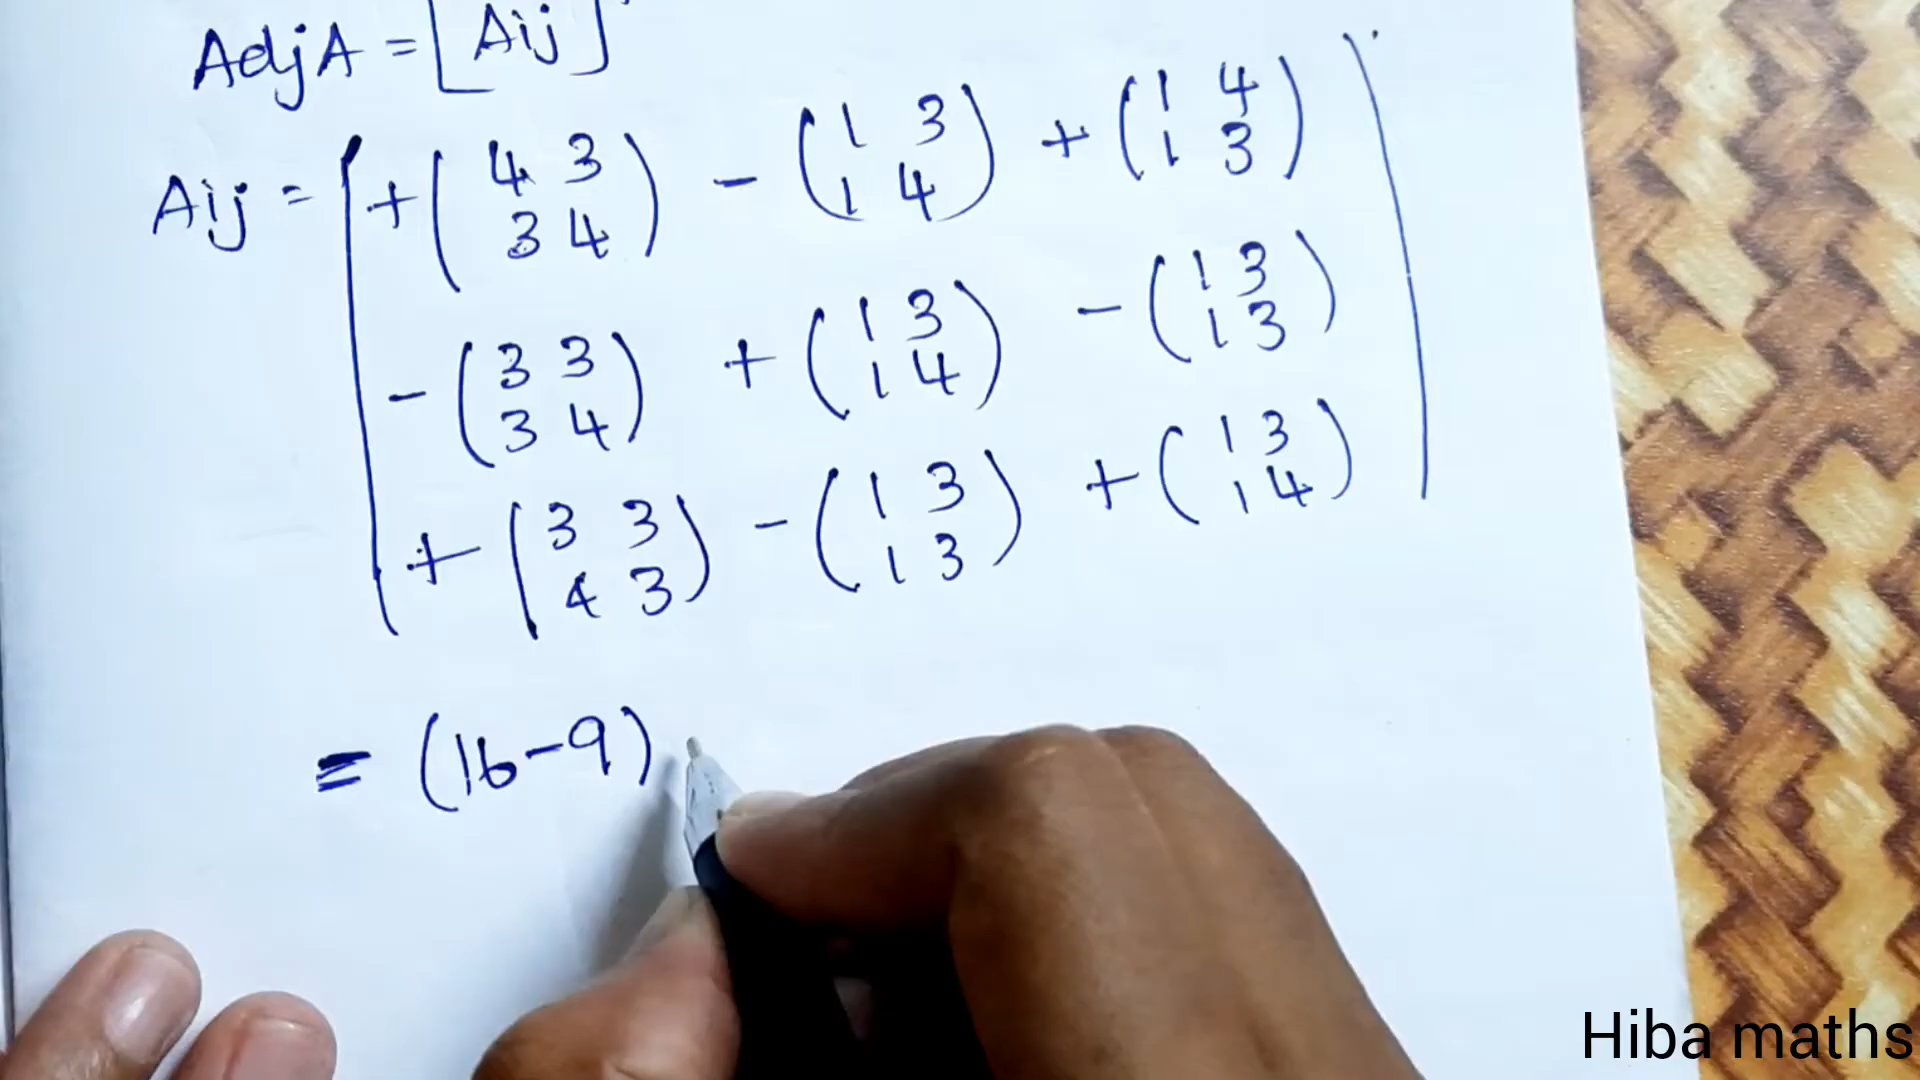 AdjA = [Aij]
Aij = + ( 4 3 ) - ( 1 3 ) + ( 1 4 )
3 4 1 4 1 3
- ( 3 3 ) + ( 1 3 ) - ( 1 3 )
3 4 1 4 1 3
+ ( 3 3 ) - ( 1 3 ) + ( 1 3 )
4 3 1 3 1 4
= (16-9)
Hiba maths